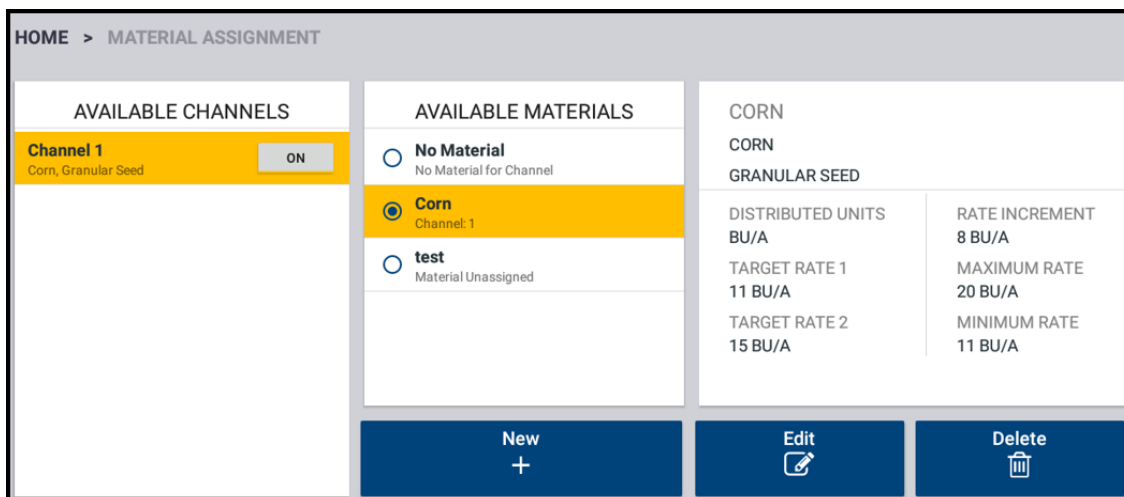 HOME > MATERIAL ASSIGNMENT
AVAILABLE CHANNELS
Channel 1
Corn, Granular Seed
ON
AVAILABLE MATERIALS
No Material
No Material for Channel
Corn
Channel: 1
test
Material Unassigned
CORN
CORN
GRANULAR SEED
DISTRIBUTED UNITS
BU/A
TARGET RATE 1
11 BU/A
TARGET RATE 2
15 BU/A
RATE INCREMENT
8 BU/A
MAXIMUM RATE
20 BU/A
MINIMUM RATE
11 BU/A
New
Edit
Delete